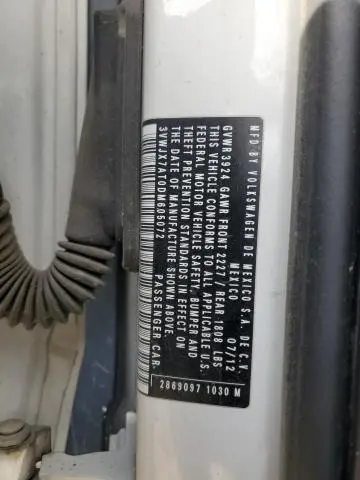 MFD BY VOLKSWAGEN DE MEXICO S.A. DE C.V.
MEXICO 07/12
GVWR 3924 GAWR FRONT 2227// REAR 1808 LBS
THIS VEHICLE CONFORMS TO ALL APPLICABLE U.S.
FEDERAL MOTOR VEHICLE SAFETY, BUMPER AND
THEFT PREVENTION STANDARDS IN EFFECT ON
THE DATE OF MANUFACTURE SHOWN ABOVE.
3VWJX7AT0DM605072 PASSENGER CAR
2869097 1030 M